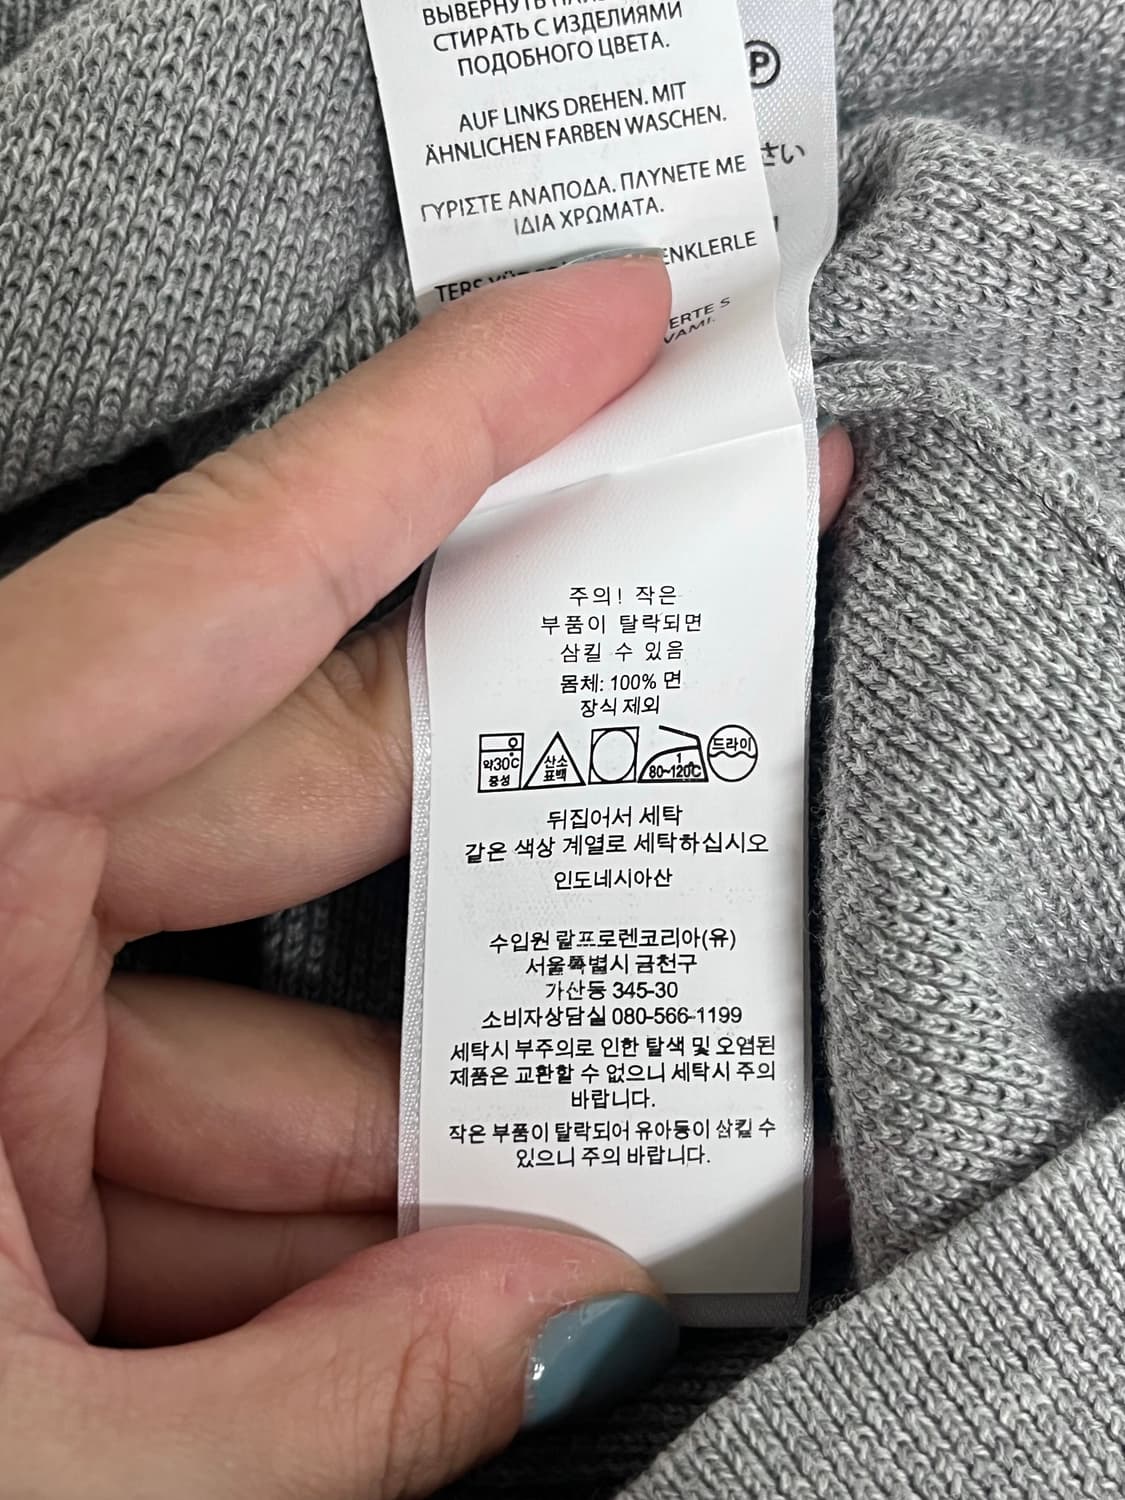 ВЫВЕРНУТЬ
СТИРАТЬ С ИЗДЕЛИЯМИ
ПОДОБНОГО ЦВЕТА.
AUF LINKS DREHEN. MIT
ÄHNLICHEN FARBEN WASCHEN.
ΓΥΡΙΣΤΕ ΑΝΑΠΟΔΑ. ΠΛΥΝΕΤΕ ΜΕ
ΙΔΙΑ ΧΡΩΜΑΤΑ.
TERS
P
さい
주의! 작은
부품이 탈락되면
삼킬 수 있음
몸체: 100% 면
장식 제외
약30℃
중성
산소
표백
1
80~120℃
드라이
뒤집어서 세탁
같은 색상 계열로 세탁하십시오
인도네시아산
수입원 랄프로렌코리아(유)
서울특별시 금천구
가산동 345-30
소비자상담실 080-566-1199
세탁시 부주의로 인한 탈색 및 오염된
제품은 교환할 수 없으니 세탁시 주의
바랍니다.
작은 부품이 탈락되어 유아등이 삼킬 수
있으니 주의 바랍니다.